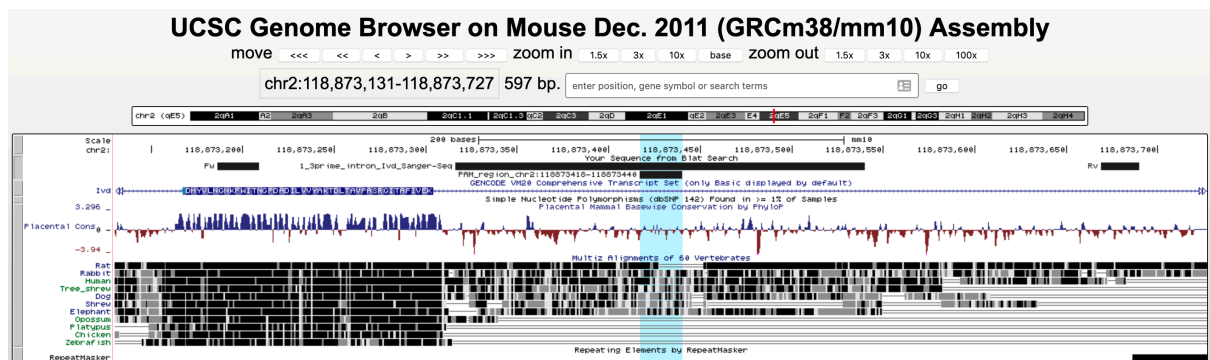 UCSC Genome Browser on Mouse Dec. 2011 (GRCm38/mm10) Assembly
move <<< << < > >> >>> zoom in 1.5x 3x 10x base zoom out 1.5x 3x 10x 100x
chr2:118,873,131-118,873,727 597 bp. enter position, gene symbol or search terms go
chr2 (qE5) 2qA1 A2 2qA3 2qB 2qC1.1 2qC1.3 qC2 2qC3 2qD 2qE1 qE2 2qE3 E4 2qE5 2qF1 F2 2qF3 2qG1 2qG3 2qH1 2qH2 2qH3 2qH4
Scale 200 bases mm10
chr2: 118,873,200 118,873,250 118,873,300 118,873,350 118,873,400 118,873,450 118,873,500 118,873,550 118,873,600 118,873,650 118,873,700
Your Sequence from Blat Search
Fw 1_3prime_intron_Ivd_Sanger-Seq Rv
PAM_region_chr2:118873418-118873440
GENCODE VM20 Comprehensive Transcript Set (only Basic displayed by default)
Ivd
Simple Nucleotide Polymorphisms (dbSNP 142) Found in >= 1% of Samples
Placental Mammal Basewise Conservation by PhyloP
3.296 _
Placental Cons
0 -
-3.94 _
Multiz Alignments of 60 Vertebrates
Rat
Rabbit
Human
Tree_shrew
Dog
Shrew
Elephant
Opossum
Platypus
Chicken
Zebrafish
Repeating Elements by RepeatMasker
RepeatMasker